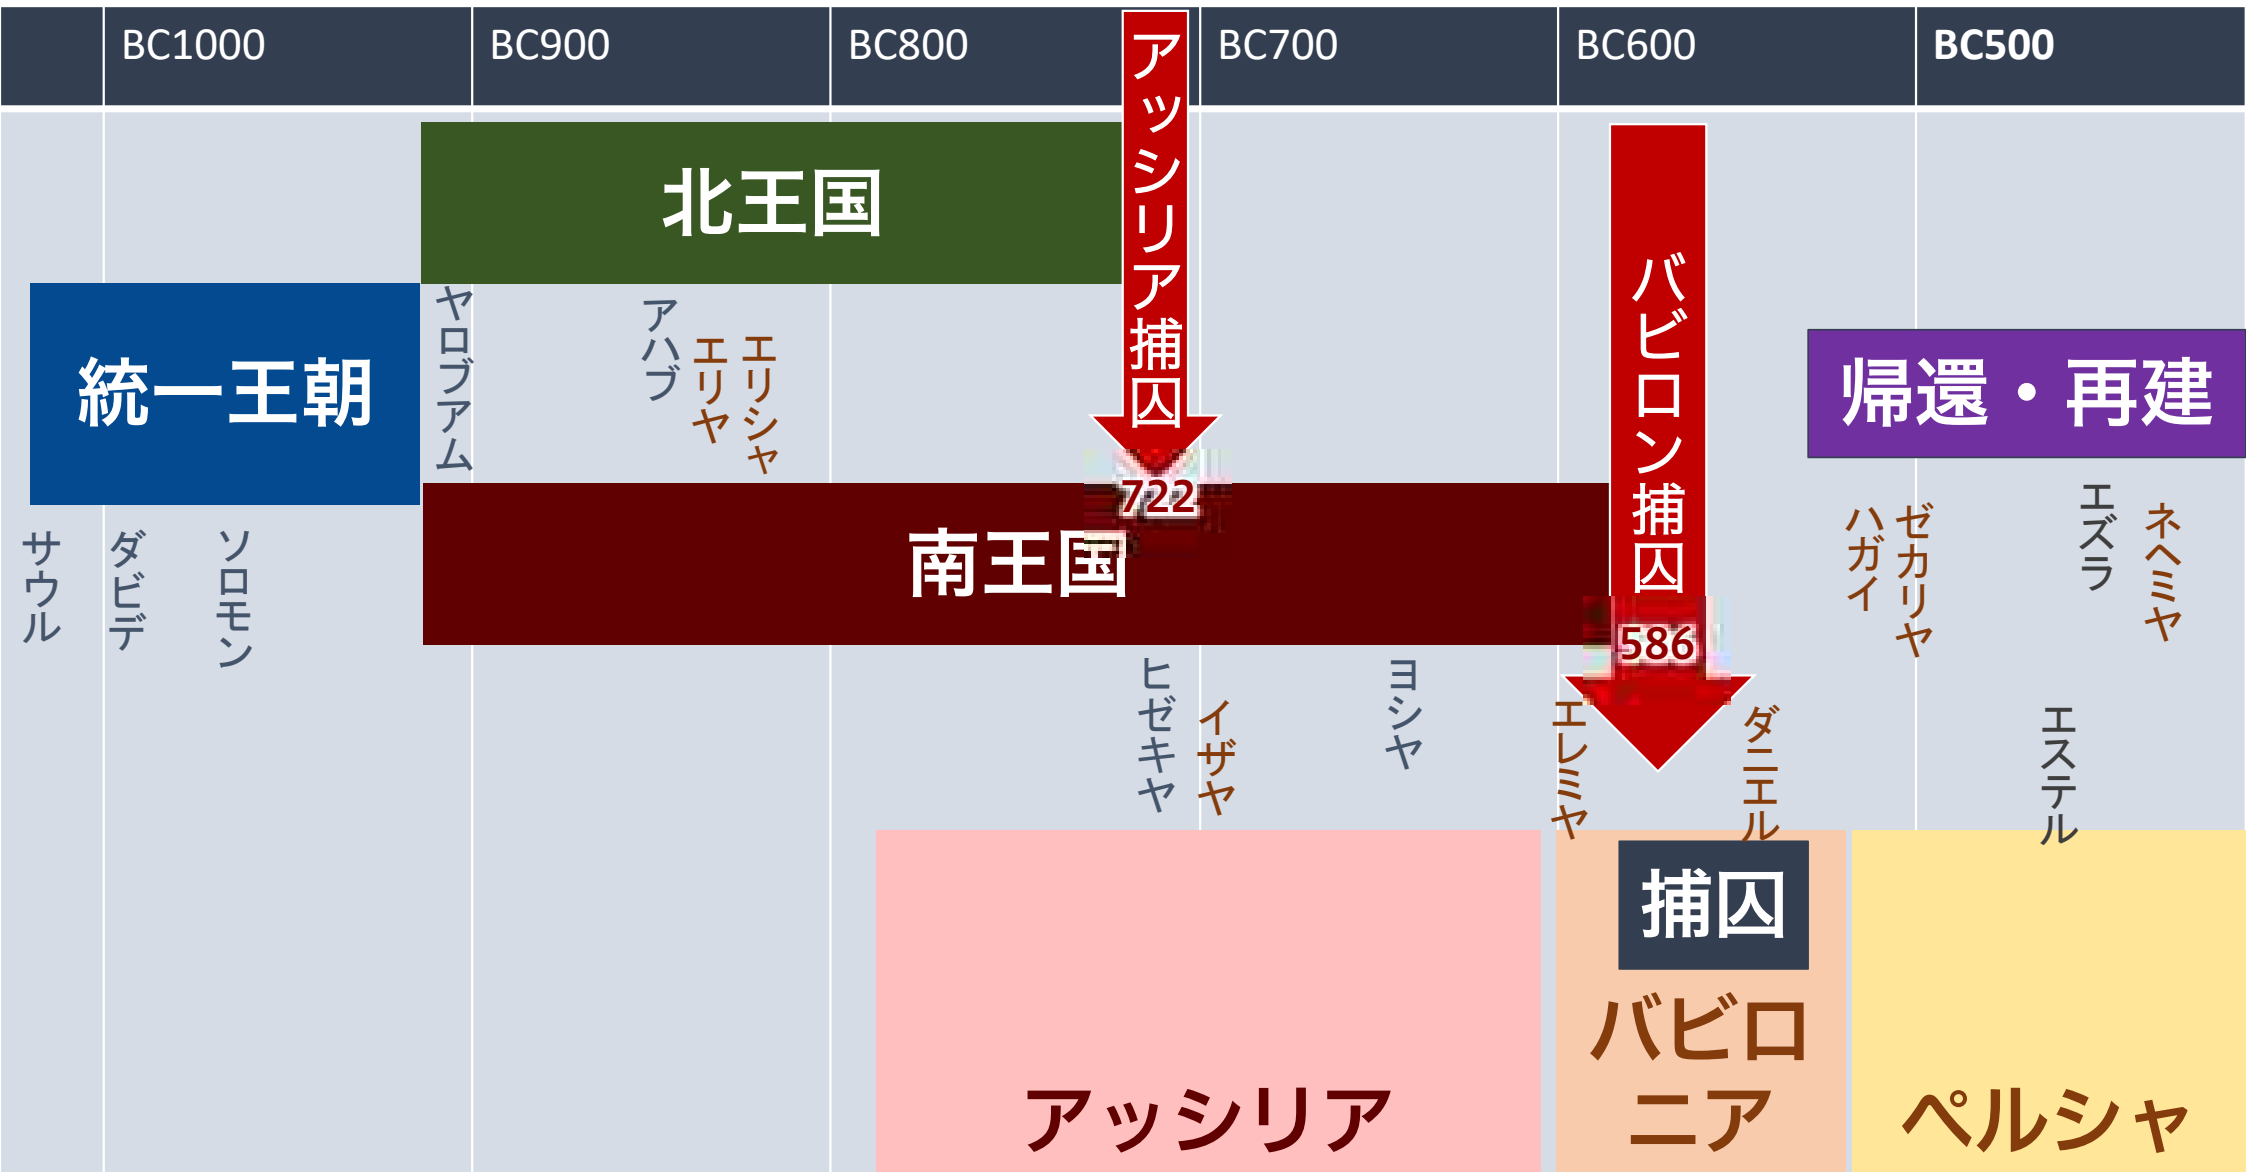 BC1000
BC900
BC800
BC700
BC600
BC500
アッシリア捕囚
722
バビロン捕囚
586
北王国
統一王朝
南王国
帰還・再建
サウル
ダビデ
ソロモン
ヤロブアム
アハブ
エリヤ
エリシャ
ヒゼキヤ
イザヤ
ヨシヤ
エレミヤ
ダニエル
ハガイ
ゼカリヤ
エズラ
ネヘミヤ
エステル
捕囚
アッシリア
バビロ
ニア
ペルシャ